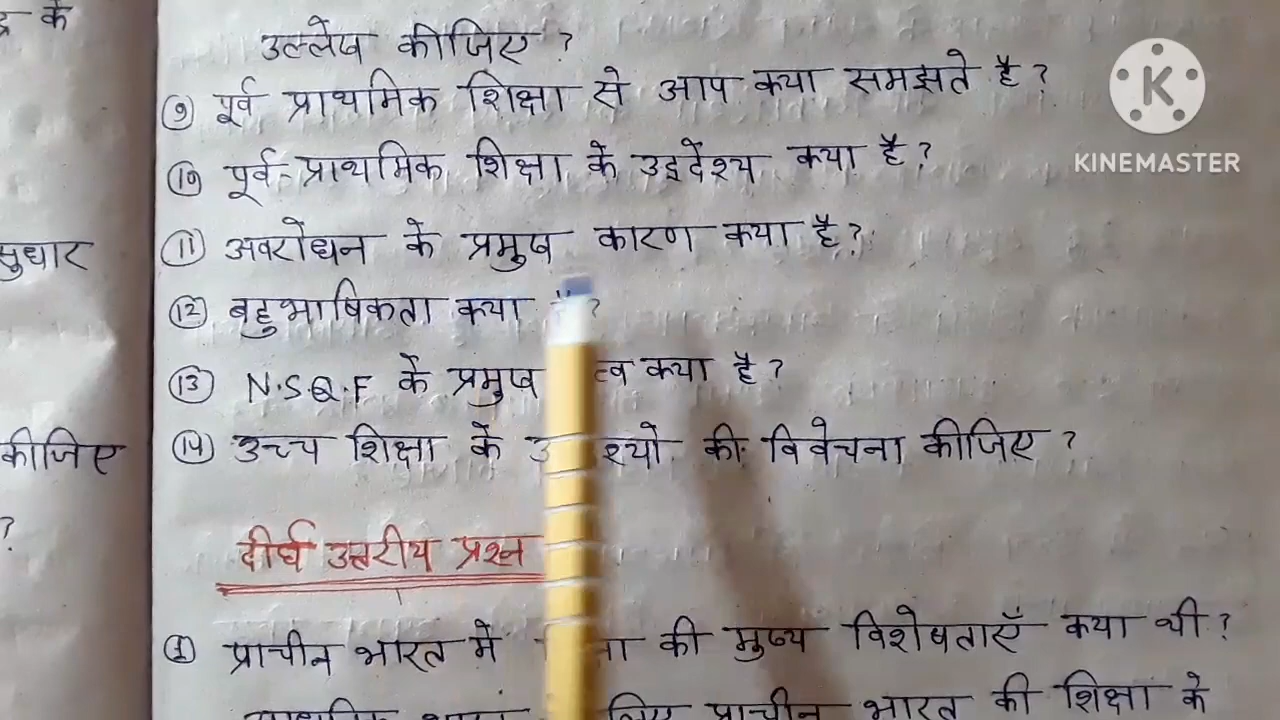 द्र के
उल्लेख कीजिए ?
⑨ पूर्व प्राथमिक शिक्षा से आप क्या समझते है ?
KINEMASTER
⑩ पूर्व-प्राथमिक शिक्षा के उद्देश्य क्या है ?
सुधार
⑪ अवरोधन के प्रमुख कारण क्या है ?
⑫ बहुभाषिकता क्या ?
⑬ N.S.Q.F के प्रमुख त्व क्या है ?
कीजिए
⑭ उच्च शिक्षा के उ श्यो की विवेचना कीजिए ?
?
दीर्घ उत्तरीय प्रश्न
① प्राचीन भारत मे की मुख्य विशेषताएँ क्या थी ?
लिए प्राचीन भारत की शिक्षा के